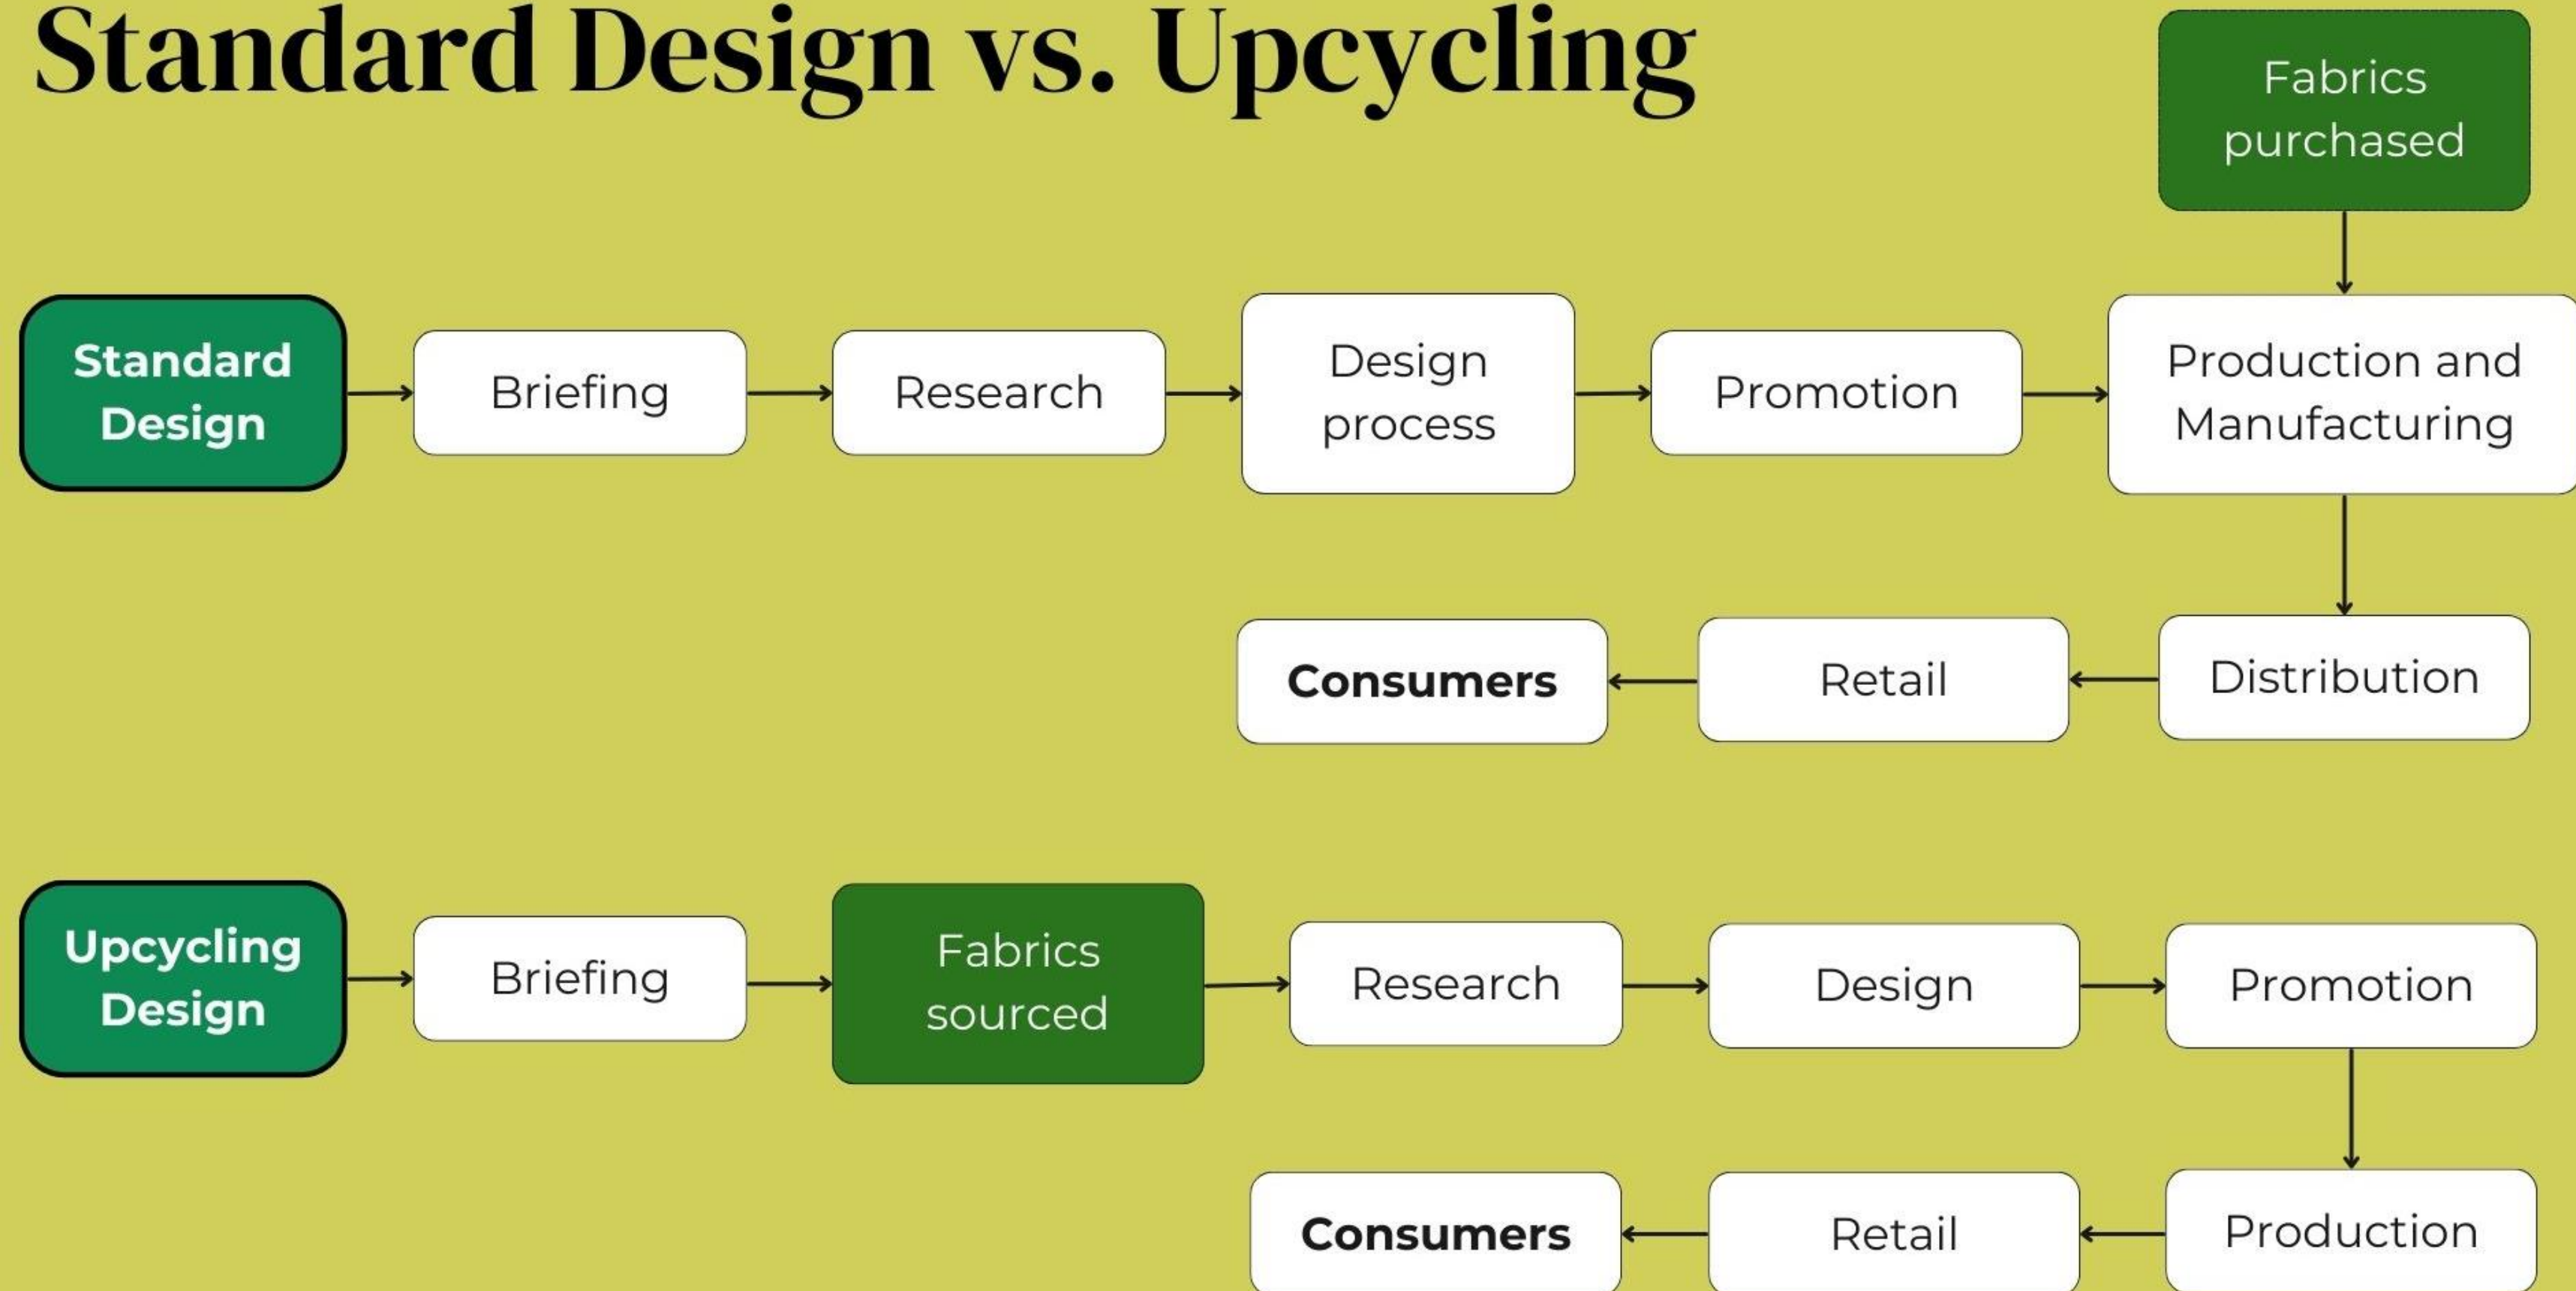 Standard Design vs. Upcycling
Fabrics
purchased
Standard
Design
Briefing
Research
Design
process
Promotion
Production and
Manufacturing
Consumers
Retail
Distribution
Upcycling
Design
Briefing
Fabrics
sourced
Research
Design
Promotion
Consumers
Retail
Production